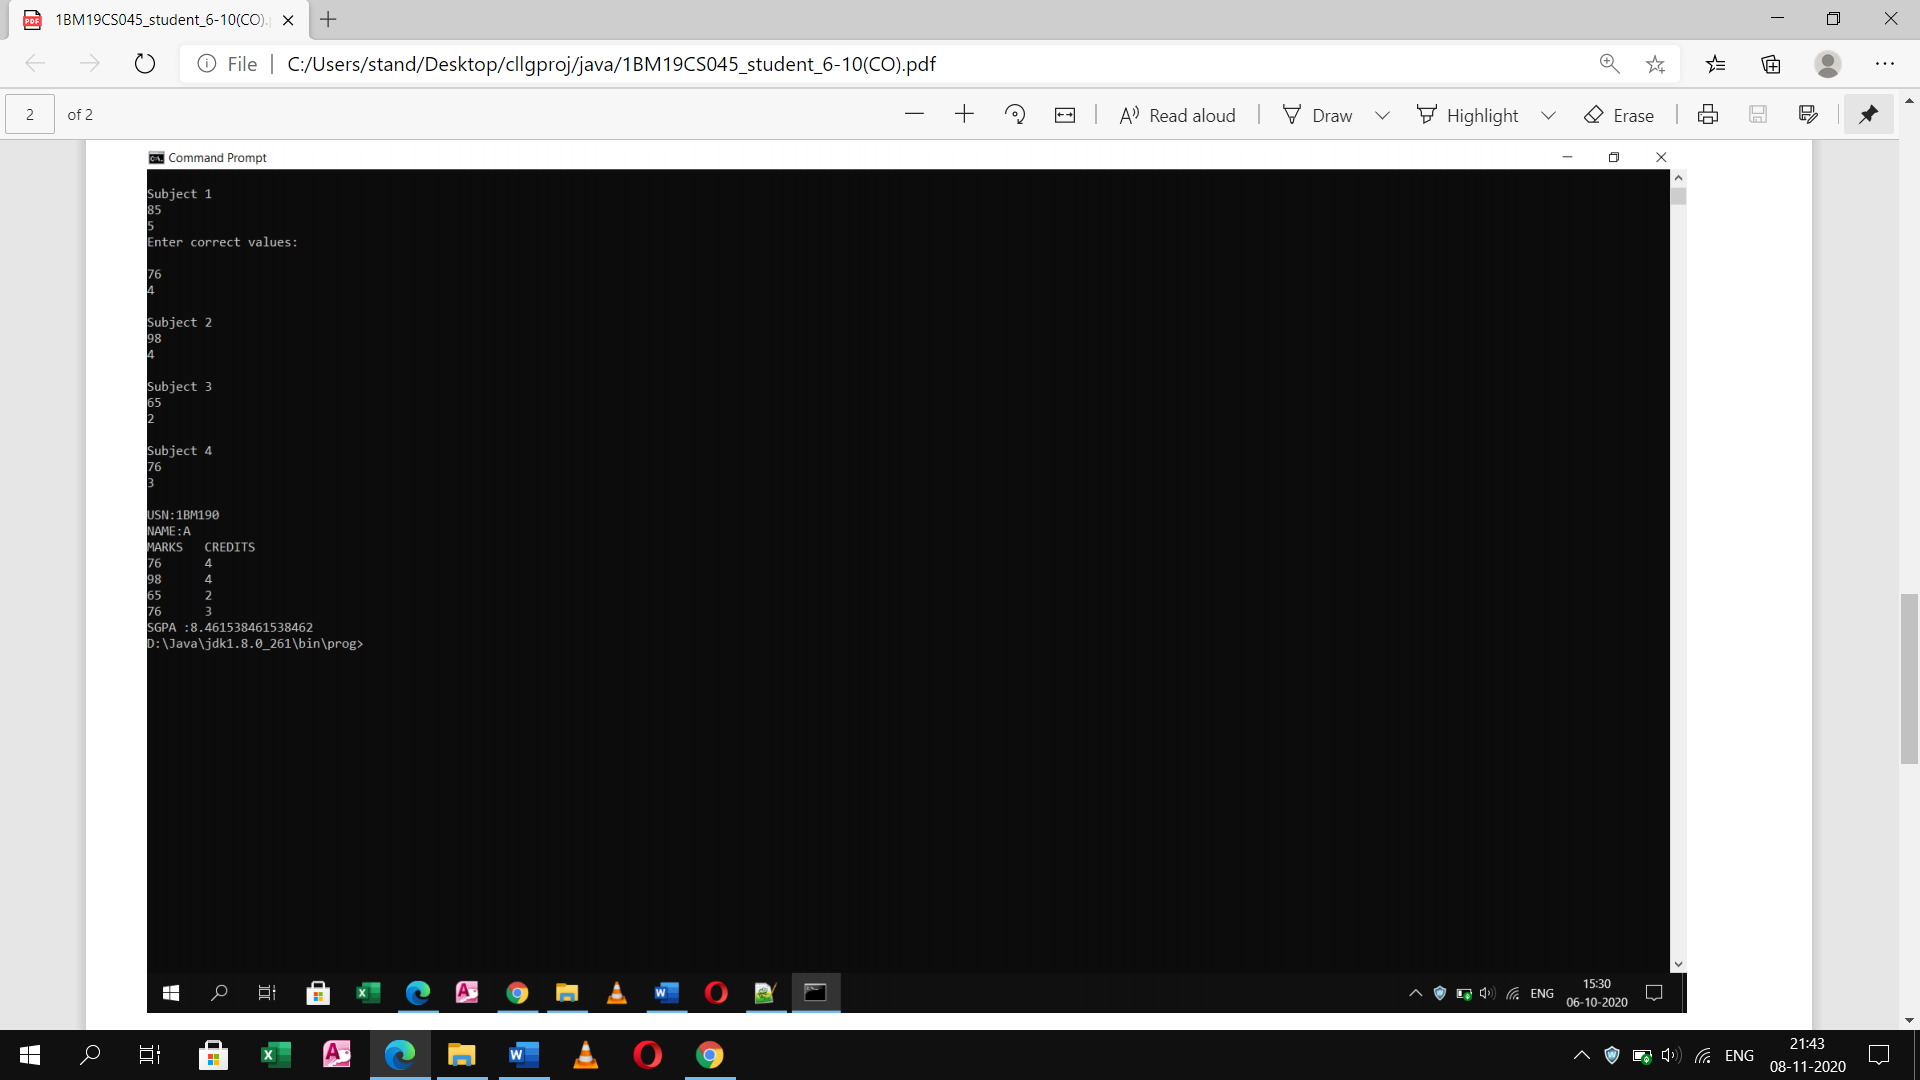 1BM19CS045_student_6-10(CO).
File
C:/Users/stand/Desktop/cllgproj/java/1BM19CS045_student_6-10(CO).pdf
2 of 2
Read aloud
Draw
Highlight
Erase
Command Prompt
Subject 1
85
5
Enter correct values:
76
4
Subject 2
98
4
Subject 3
65
2
Subject 4
76
3
USN:1BM190
NAME:A
MARKS CREDITS
76 4
98 4
65 2
76 3
SGPA :8.461538461538462
D:\Java\jdk1.8.0_261\bin\prog>
ENG
15:30
06-10-2020
ENG
21:43
08-11-2020